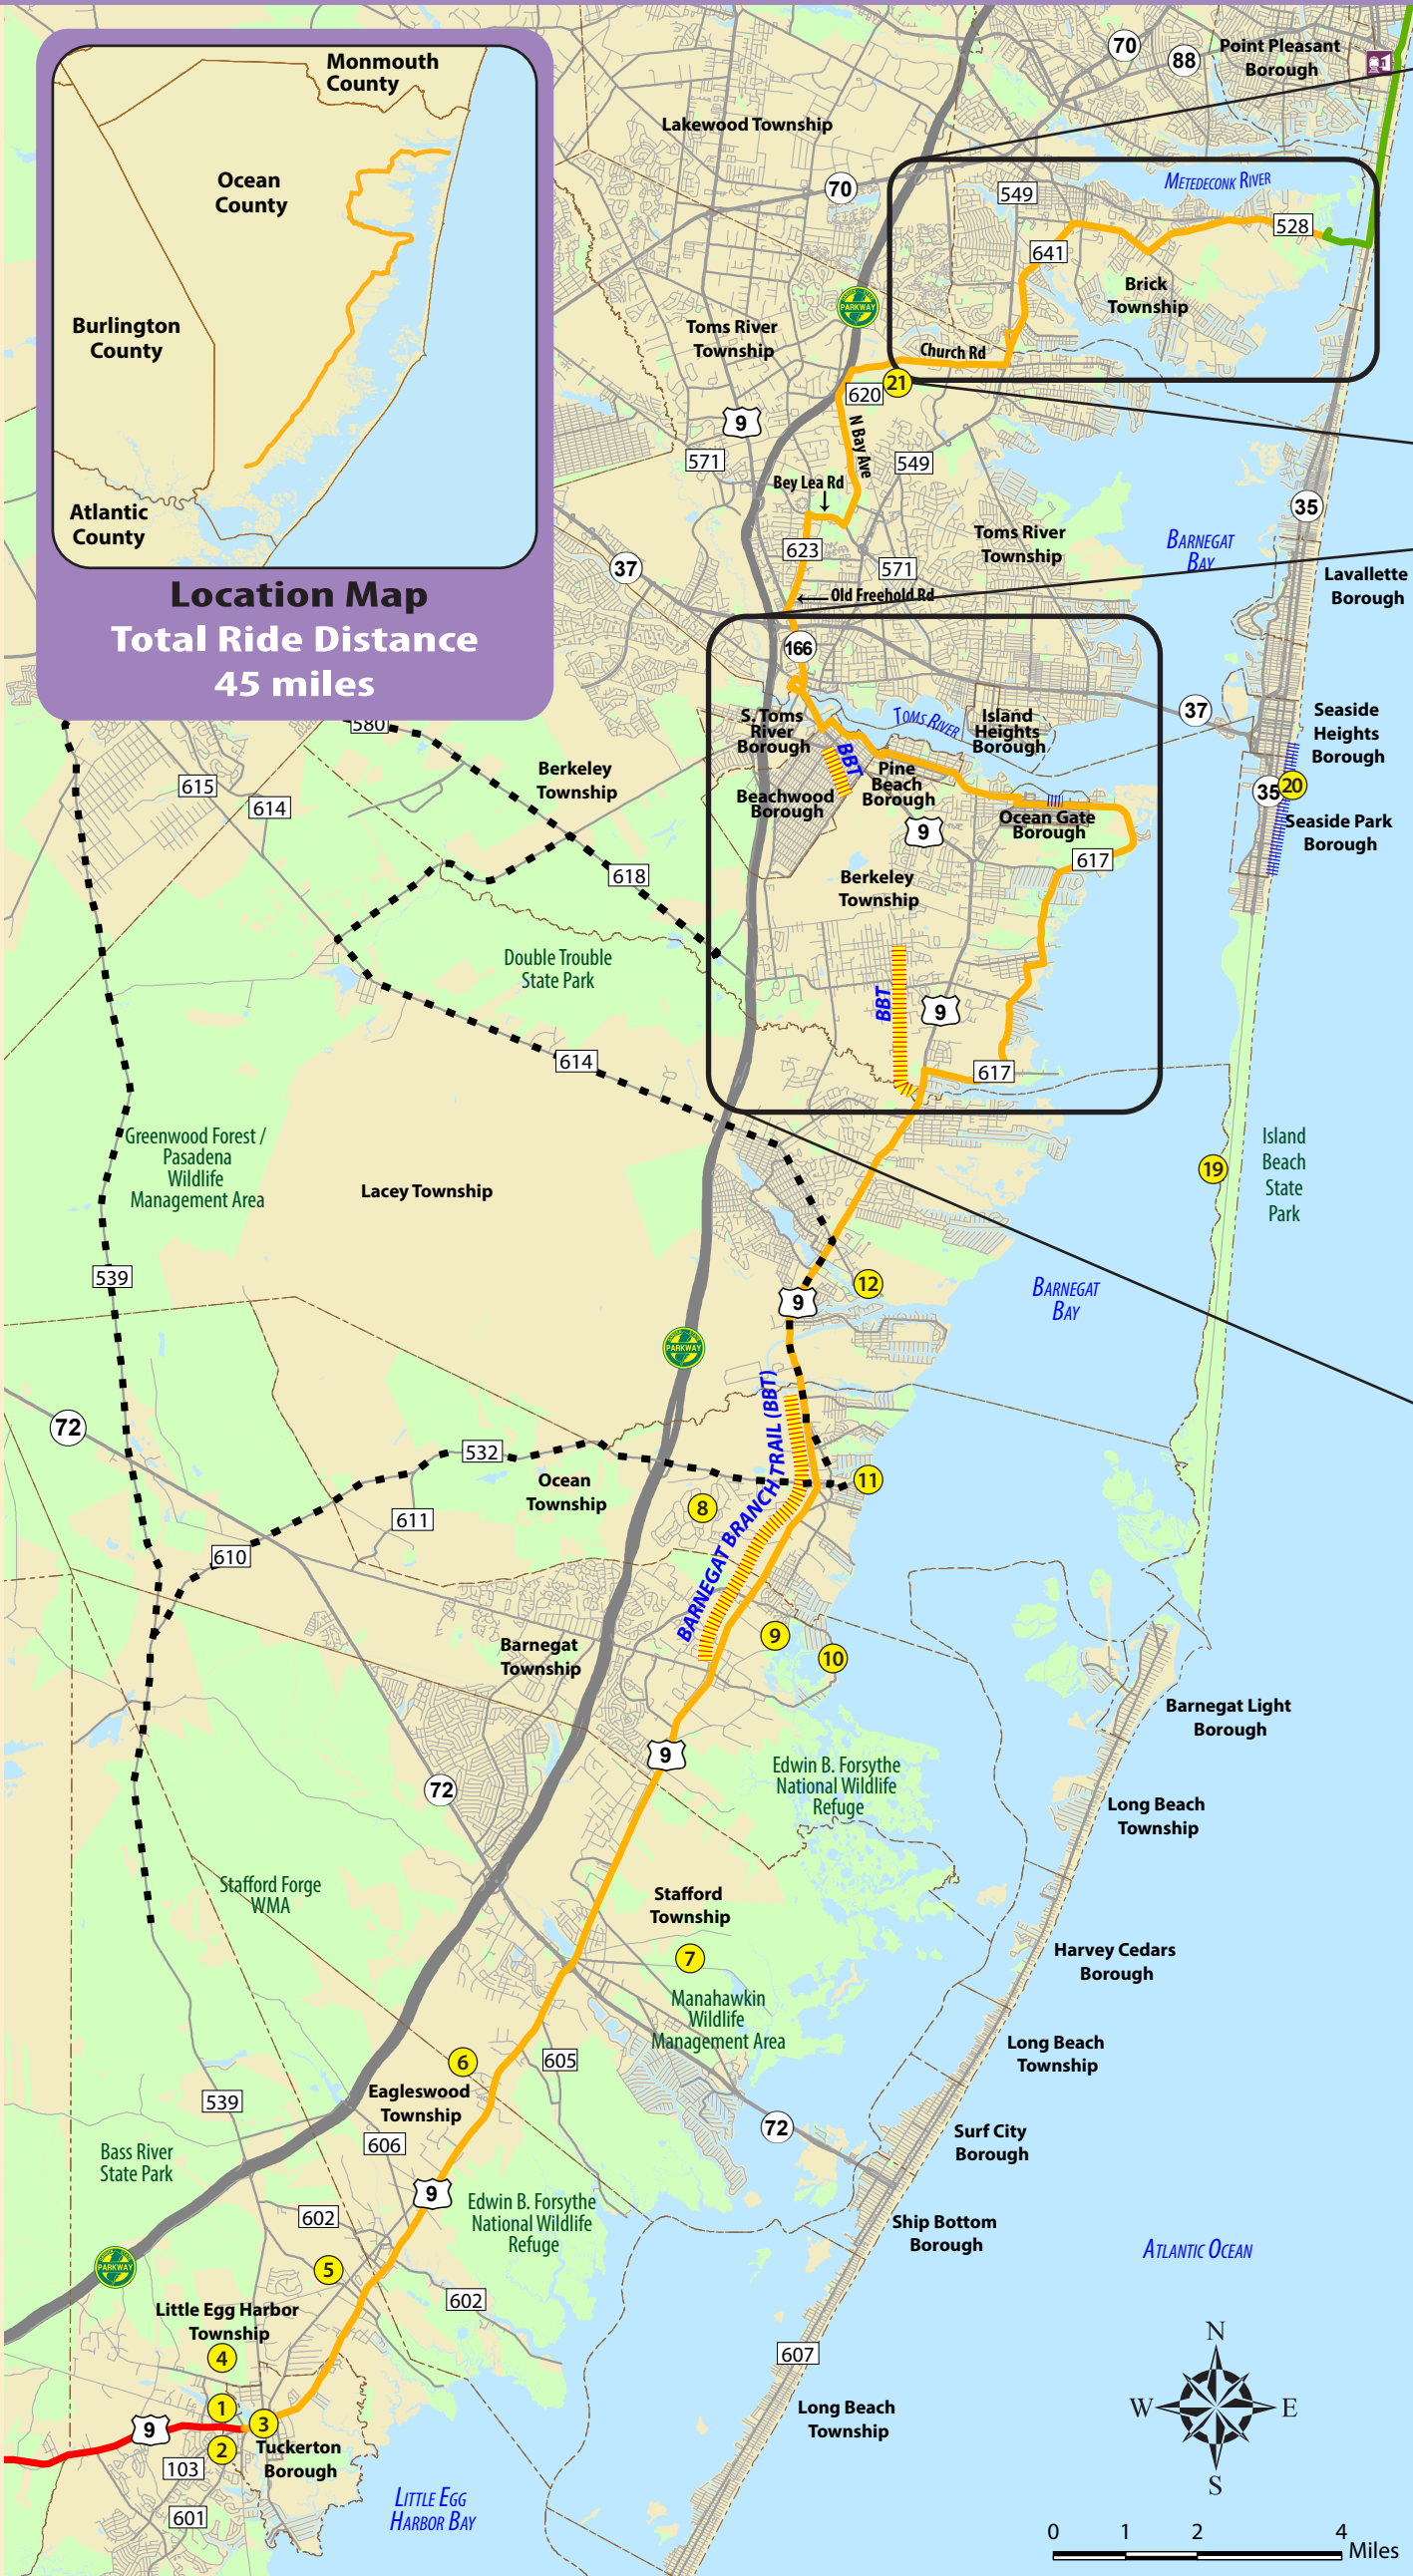 Monmouth
County
Ocean
County
Burlington
County
Atlantic
County
Location Map
Total Ride Distance
45 miles
70
88
Point Pleasant
Borough
Lakewood Township
70
METEDECONK RIVER
549
528
641
Brick
Township
PARKWAY
Toms River
Township
Church Rd
21
620
9
N Bay Ave
571
549
Bey Lea Rd
35
Toms River
Township
BARNEGAT
BAY
623
37
571
Lavallette
Borough
Old Freehold Rd
166
S. Toms
River
Borough
TOMS RIVER
Island
Heights
Borough
37
Seaside
Heights
Borough
580
BBT
Berkeley
Township
Pine
Beach
Borough
615
614
Beachwood
Borough
35
20
Ocean Gate
Borough
Seaside Park
Borough
9
617
618
Berkeley
Township
Double Trouble
State Park
BBT
9
614
617
Greenwood Forest /
Pasadena
Wildlife
Management Area
Island
Beach
State
Park
19
Lacey Township
539
12
BARNEGAT
BAY
9
PARKWAY
72
BARNEGAT BRANCH TRAIL (BBT)
532
Ocean
Township
11
8
611
610
9
Barnegat
Township
10
Barnegat Light
Borough
9
Edwin B. Forsythe
National Wildlife
Refuge
72
Long Beach
Township
Stafford Forge
WMA
Stafford
Township
7
Harvey Cedars
Borough
Manahawkin
Wildlife
Management Area
Long Beach
Township
6
605
Eagleswood
Township
539
72
Surf City
Borough
606
Bass River
State Park
9
Edwin B. Forsythe
National Wildlife
Refuge
602
Ship Bottom
Borough
ATLANTIC OCEAN
PARKWAY
5
602
Little Egg Harbor
Township
4
607
N
W
E
S
1
3
9
2
Tuckerton
Borough
Long Beach
Township
103
601
LITTLE EGG
HARBOR BAY
0
1
2
4
Miles